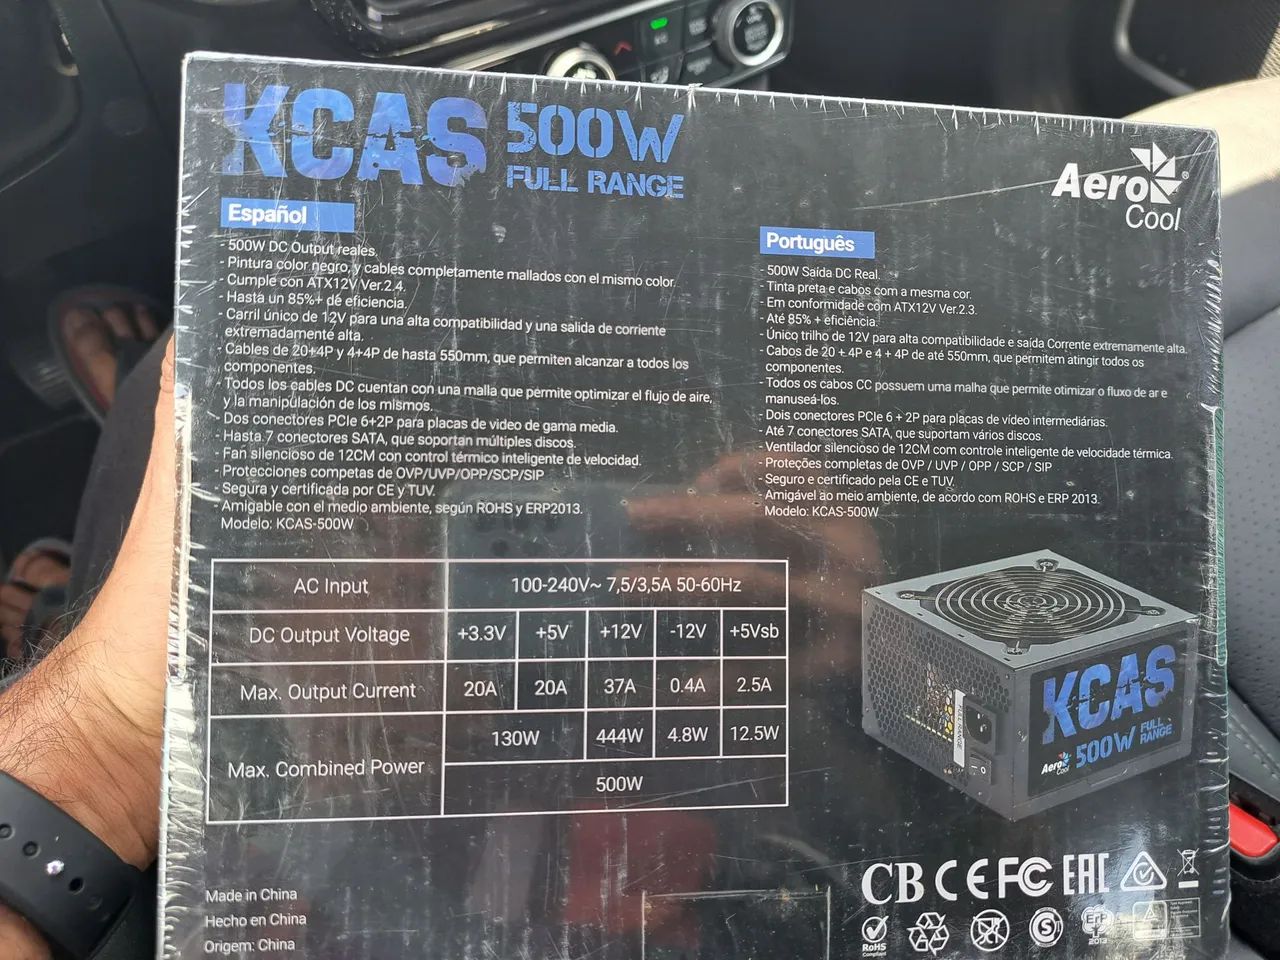 KCAS 500W
FULL RANGE
Aero
Cool
Español
- 500W DC Output reales.
- Pintura color negro, y cables completamente mallados con el mismo color.
- Cumple con ATX12V Ver.2.4.
- Hasta un 85%+ de eficiencia.
- Carril único de 12V para una alta compatibilidad y una salida de corriente
extremadamente alta.
- Cables de 20+4P y 4+4P de hasta 550mm, que permiten alcanzar a todos los
componentes.
- Todos los cables DC cuentan con una malla que permite optimizar el flujo de aire,
y la manipulación de los mismos.
- Dos conectores PCIe 6+2P para placas de video de gama media.
- Hasta 7 conectores SATA, que soportan múltiples discos.
- Fan silencioso de 12CM con control térmico inteligente de velocidad.
- Protecciones competas de OVP/UVP/OPP/SCP/SIP
- Segura y certificada por CE y TUV.
- Amigable con el medio ambiente, según ROHS y ERP2013.
Modelo: KCAS-500W
Português
- 500W Saída DC Real.
- Tinta preta e cabos com a mesma cor.
- Em conformidade com ATX12V Ver.2.3.
- Até 85% + eficiência.
- Único trilho de 12V para alta compatibilidade e saída Corrente extremamente alta.
- Cabos de 20 + 4P e 4 + 4P de até 550mm, que permitem atingir todos os
componentes.
- Todos os cabos CC possuem uma malha que permite otimizar o fluxo de ar e
manuseá-los.
- Dois conectores PCIe 6 + 2P para placas de vídeo intermediárias.
- Até 7 conectores SATA, que suportam vários discos.
- Ventilador silencioso de 12CM com controle inteligente de velocidade térmica.
- Proteções completas de OVP / UVP / OPP / SCP / SIP
- Seguro e certificado pela CE e TUV.
- Amigável ao meio ambiente, de acordo com ROHS e ERP 2013.
Modelo: KCAS-500W
AC Input 100-240V~ 7,5/3,5A 50-60Hz
DC Output Voltage +3.3V +5V +12V -12V +5Vsb
Max. Output Current 20A 20A 37A 0.4A 2.5A
Max. Combined Power 130W 444W 4.8W 12.5W
500W
FULL RANGE
KCAS
Aero
Cool
500W FULL
RANGE
Made in China
Hecho en China
Origem: China
CB CE FC EAC
RoHS
Compliant
S
ErP
2013